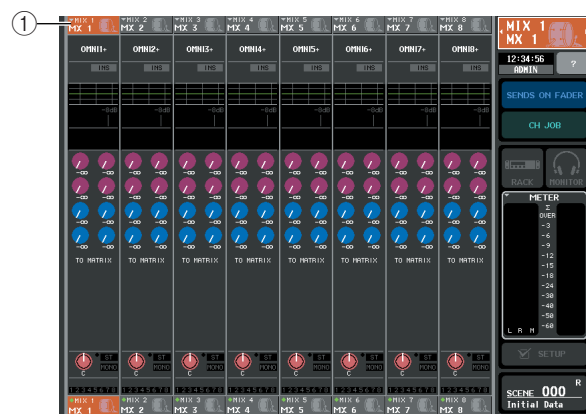 1
MIX 1 MIX 2 MIX 3 MIX 4 MIX 5 MIX 6 MIX 7 MIX 8
MX 1 MX 2 MX 3 MX 4 MX 5 MX 6 MX 7 MX 8
OMNI1+ OMNI2+ OMNI3+ OMNI4+ OMNI5+ OMNI6+ OMNI7+ OMNI8+
INS INS INS INS INS INS INS INS
-0dB -0dB -0dB -0dB -0dB -0dB -0dB -0dB
-∞ -∞ -∞ -∞ -∞ -∞ -∞ -∞ -∞ -∞ -∞ -∞ -∞ -∞ -∞ -∞
-∞ -∞ -∞ -∞ -∞ -∞ -∞ -∞ -∞ -∞ -∞ -∞ -∞ -∞ -∞ -∞
-∞ -∞ -∞ -∞ -∞ -∞ -∞ -∞ -∞ -∞ -∞ -∞ -∞ -∞ -∞ -∞
-∞ -∞ -∞ -∞ -∞ -∞ -∞ -∞ -∞ -∞ -∞ -∞ -∞ -∞ -∞ -∞
TO MATRIX TO MATRIX TO MATRIX TO MATRIX TO MATRIX TO MATRIX TO MATRIX TO MATRIX
ST ST ST ST ST ST ST ST
MONO MONO MONO MONO MONO MONO MONO MONO
C C C C C C C C
12345678 12345678 12345678 12345678 12345678 12345678 12345678 12345678
MIX 1 MIX 2 MIX 3 MIX 4 MIX 5 MIX 6 MIX 7 MIX 8
MX 1 MX 2 MX 3 MX 4 MX 5 MX 6 MX 7 MX 8
MIX 1
MX 1
12:34:56
ADMIN
?
SENDS ON FADER
CH JOB
RACK MONITOR
METER
Σ
OVER
-3
-6
-9
-12
-15
-18
-24
-30
-40
-50
-60
L R M
SETUP
R
SCENE 000
Initial Data